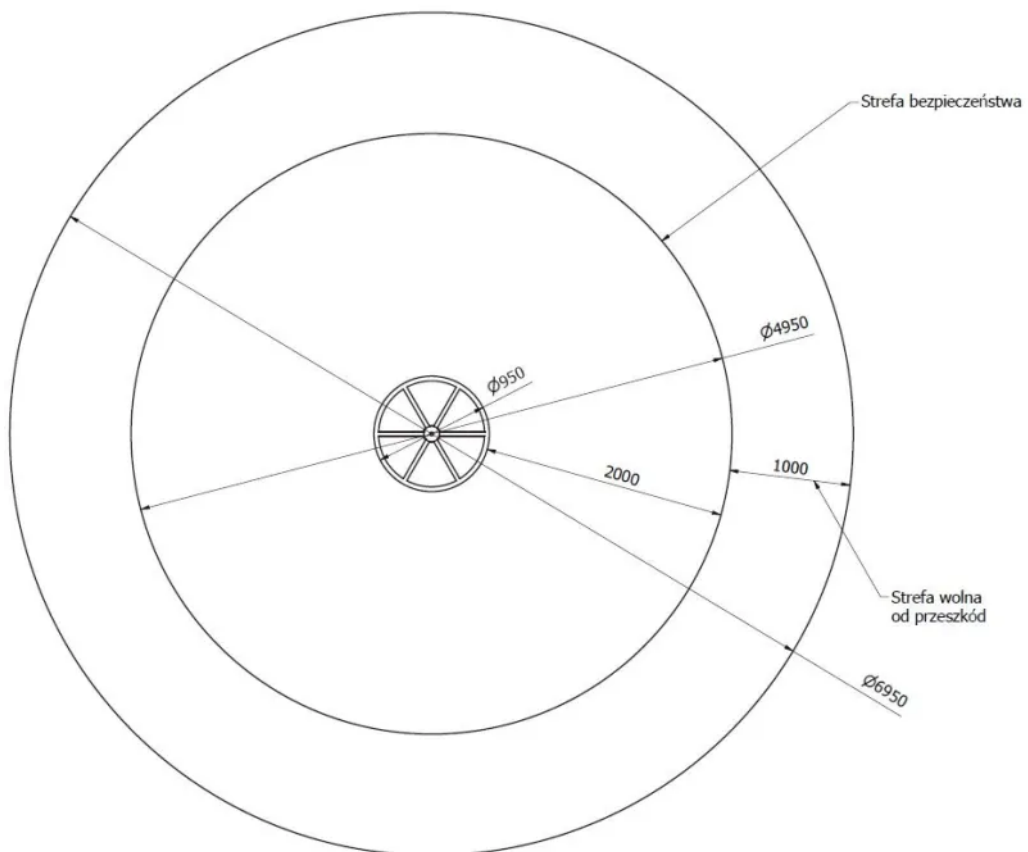 Strefa bezpieczeństwa
Ø4950
Ø950
2000
1000
Strefa wolna
od przeszkód
Ø6950